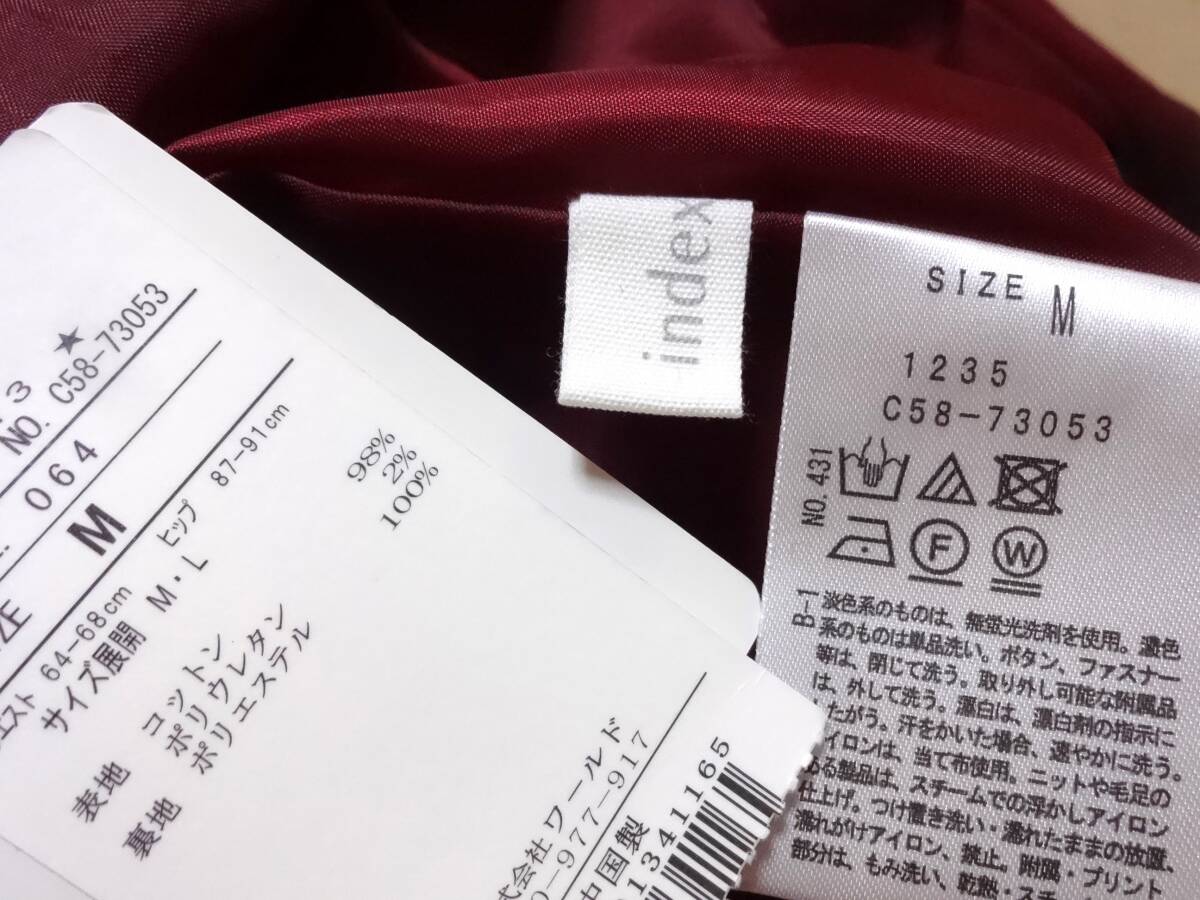 3
NO. C58-73053
064
M
64-68cm ヒップ 87-91cm
サイズ展開 M・L
表地 コットン 98%
ポリウレタン 2%
裏地 ポリエステル 100%
式会社ワールド
0-977-917
中国製
1341165
index
SIZE M
1235
C58-73053
NO.431
F
W
B-1
淡色系のものは、無蛍光洗剤を使用。濃色
系のものは単品洗い。ボタン、ファスナー
等は、閉じて洗う。取り外し可能な附属品
は、外して洗う。漂白は、漂白剤の指示に
たがう。汗をかいた場合、速やかに洗う。
イロンは、当て布使用。ニットや毛足の
ある製品は、スチームでの浮かしアイロン
仕上げ。つけ置き洗い・濡れたままの放置、
濡れがけアイロン、禁止。附属・プリント
部分は、もみ洗い、乾熱・スチー